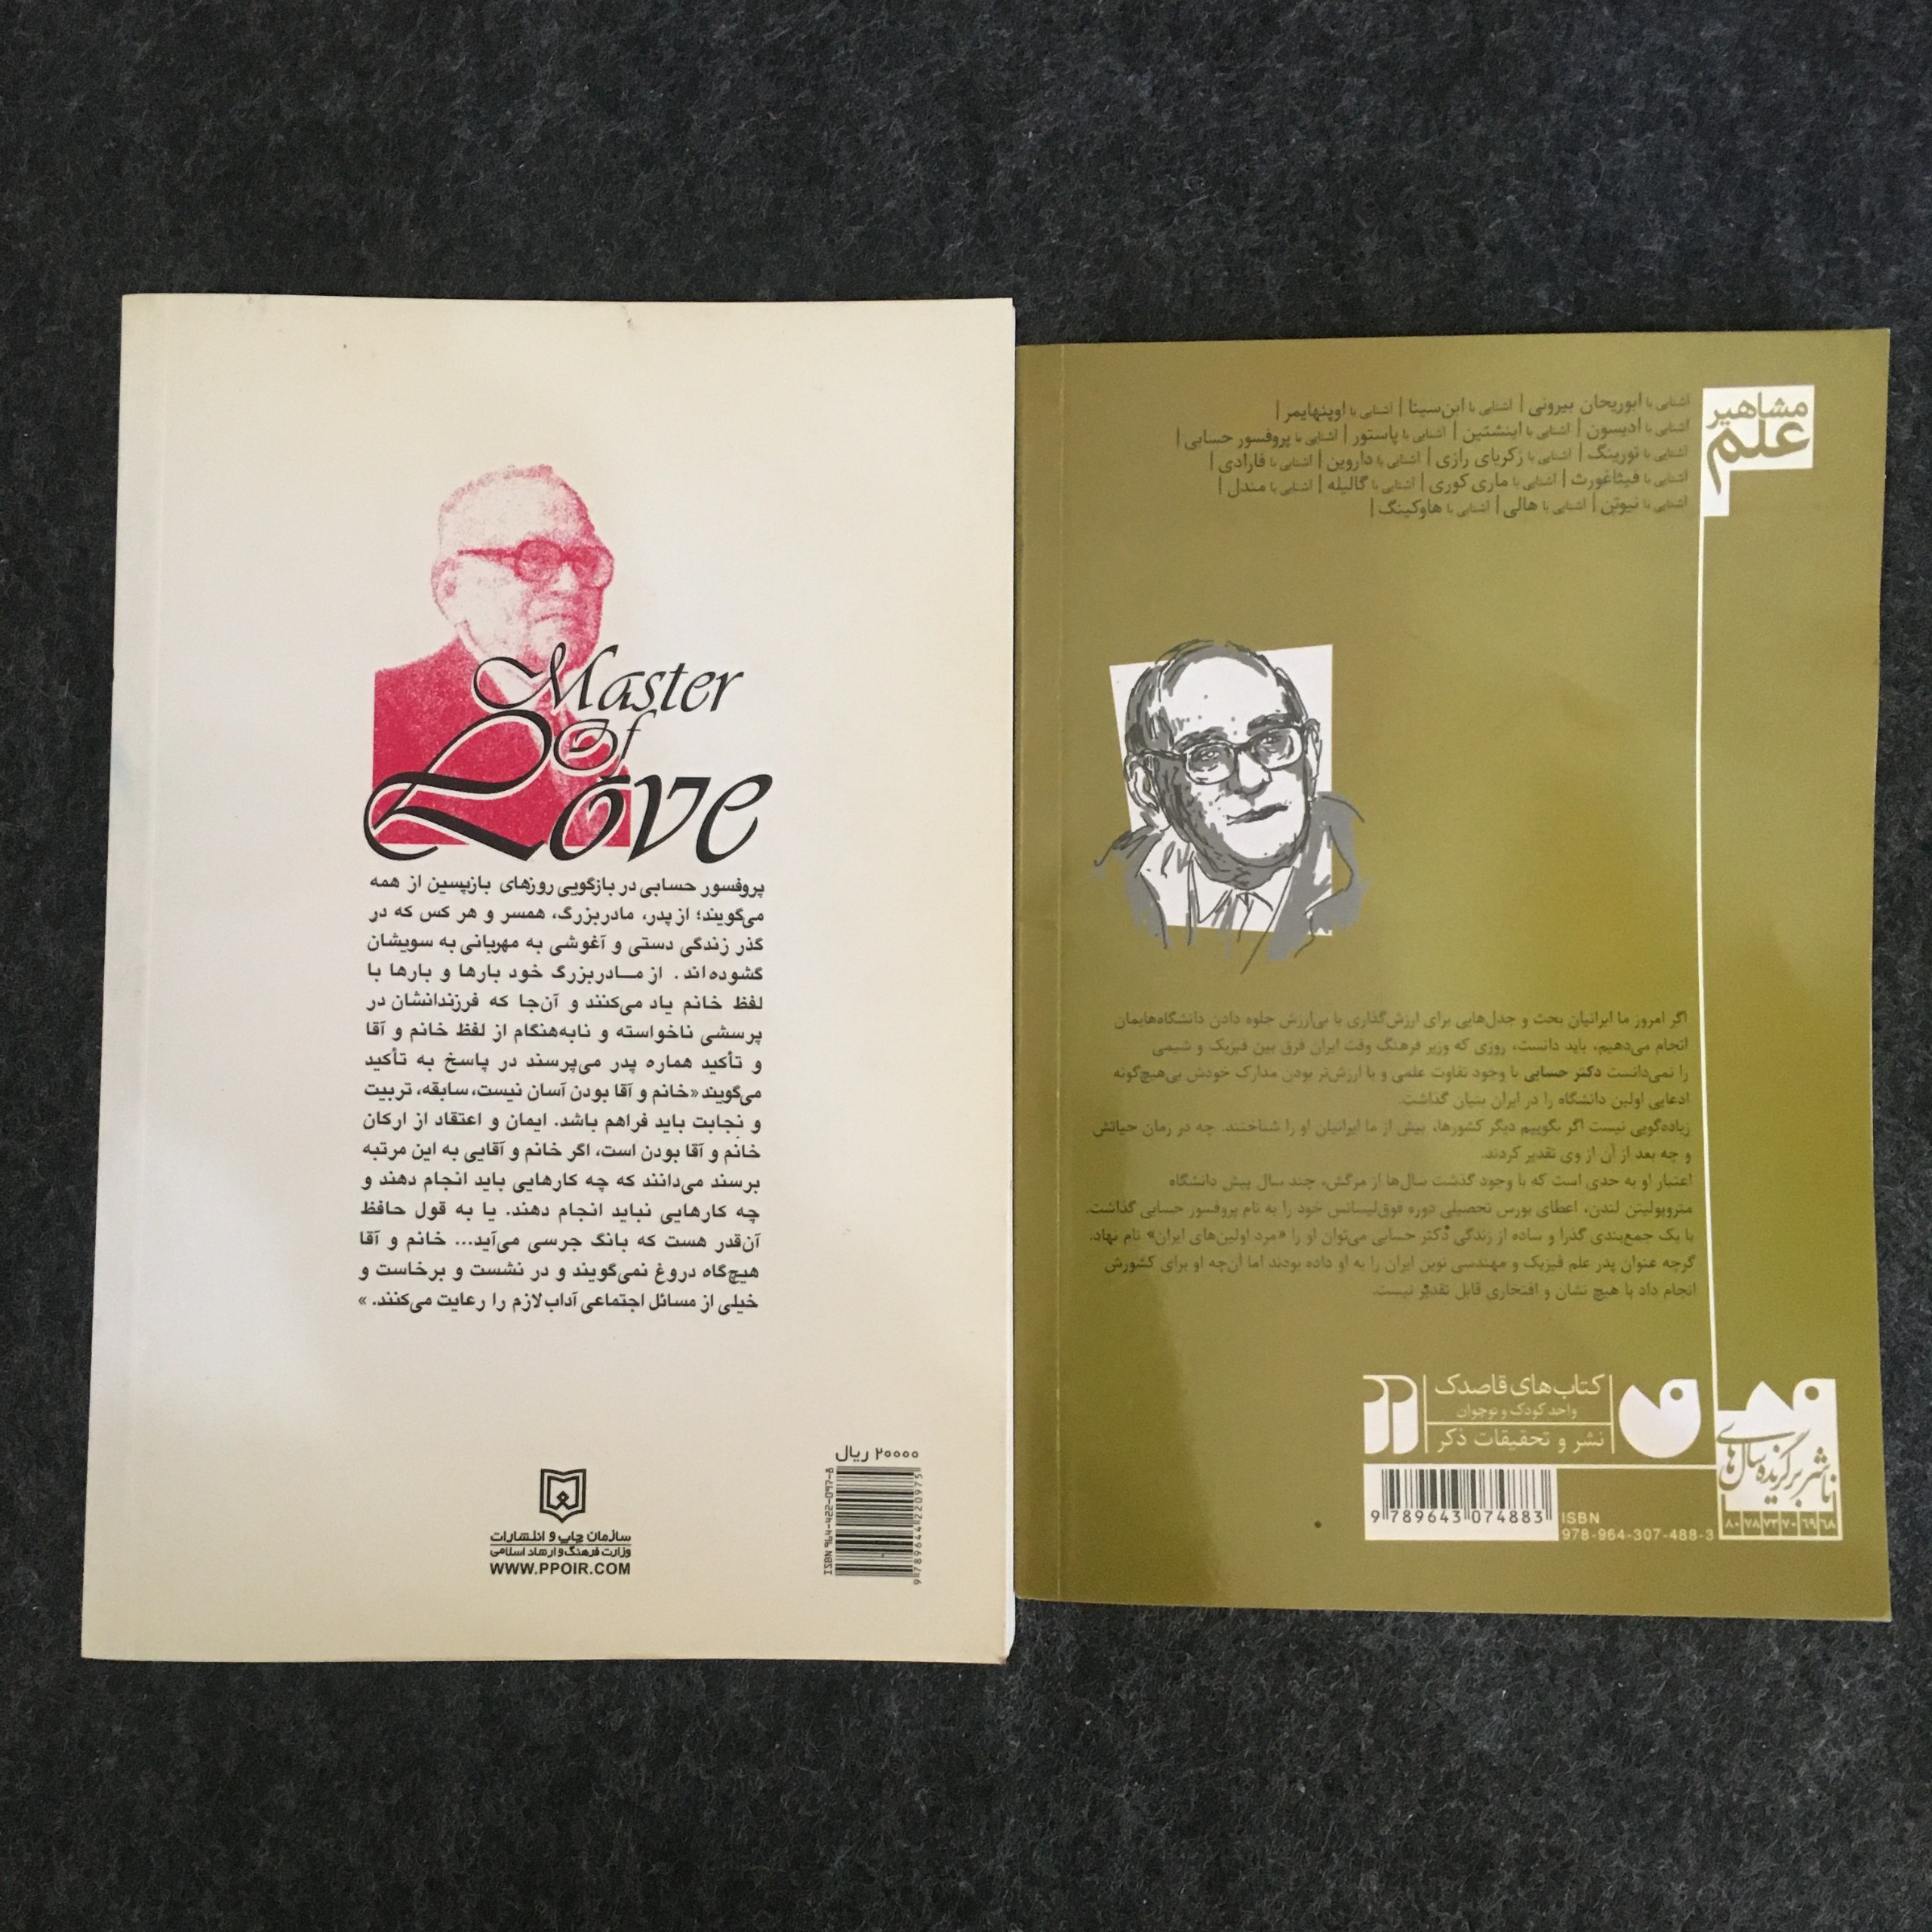 Master
Of
Love
پروفسور حسابی در بازگویی روزهای بازپسین از همه
می‌گویند؛ از پدر، مادربزرگ، همسر و هر کس که در
گذر زندگی دستی و آغوشی به مهربانی به سویشان
گشوده‌اند. از مــادربزرگ خود بارها و بارها با
لفظ خانم یاد می‌کنند و آن‌جا که فرزندانشان در
پرسشی ناخواسته و نابه‌هنگام از لفظ خانم و آقا
و تأکید هماره پدر می‌پرسند در پاسخ به تأکید
می‌گویند «خانم و آقا بودن آسان نیست، سابقه، تربیت
و نجابت باید فراهم باشد. ایمان و اعتقاد از ارکان
خانم و آقا بودن است، اگر خانم و آقایی به این مرتبه
برسند می‌دانند که چه کارهایی باید انجام دهند و
چه کارهایی نباید انجام دهند. یا به قول حافظ
آن‌قدر هست که بانگ جرسی می‌آید... خانم و آقا
هیچ‌گاه دروغ نمی‌گویند و در نشست و برخاست و
خیلی از مسائل اجتماعی آداب لازم را رعایت می‌کنند. »
۲۰۰۰۰ ریال
ISBN 964-422-097-8
9 789644 220975
سازمان چاپ و انتشارات
وزارت فرهنگ و ارشاد اسلامی
WWW.PPOIR.COM
مشاهیر
علم
آشنایی با ابوریحان بیرونی | آشنایی با ابن‌سینا | آشنایی با اوپنهایمر |
آشنایی با ادیسون | آشنایی با اینشتین | آشنایی با پاستور | آشنایی با پروفسور حسابی |
آشنایی با تورینگ | آشنایی با زکریای رازی | آشنایی با داروین | آشنایی با فارادی |
آشنایی با فیثاغورث | آشنایی با ماری کوری | آشنایی با گالیله | آشنایی با مندل |
آشنایی با نیوتن | آشنایی با هالی | آشنایی با هاوکینگ |
اگر امروز ما ایرانیان بحث و جدل‌هایی برای ارزش‌گذاری یا بی‌ارزش جلوه دادن دانشگاه‌هایمان
انجام می‌دهیم، باید دانست، روزی که وزیر فرهنگ وقت ایران فرق بین فیزیک و شیمی
را نمی‌دانست دکتر حسابی با وجود تفاوت علمی و با ارزش‌تر بودن مدارک خودش بی‌هیچ‌گونه
ادعایی اولین دانشگاه را در ایران بنیان گذاشت.
زیاده‌گویی نیست اگر بگوییم دیگر کشورها، بیش از ما ایرانیان او را شناختند. چه در زمان حیاتش
و چه بعد از آن از وی تقدیر کردند.
اعتبار او به حدی است که با وجود گذشت سال‌ها از مرگش، چند سال پیش دانشگاه
متروپولیتن لندن، اعطای بورس تحصیلی دوره فوق‌لیسانس خود را به نام پروفسور حسابی گذاشت.
با یک جمع‌بندی گذرا و ساده از زندگی دکتر حسابی می‌توان او را «مرد اولین‌های ایران» نام نهاد.
گرچه عنوان پدر علم فیزیک و مهندسی نوین ایران را به او داده بودند اما آن‌چه او برای کشورش
انجام داد با هیچ نشان و افتخاری قابل تقدیر نیست.
کتاب‌های قاصدک
واحد کودک و نوجوان
نشر و تحقیقات ذکر
ناشر برگزیده سال‌های
۶۸ ۶۹ ۷۰ ۷۲ ۷۸ ۸۰
9 789643 074883
ISBN
978-964-307-488-3